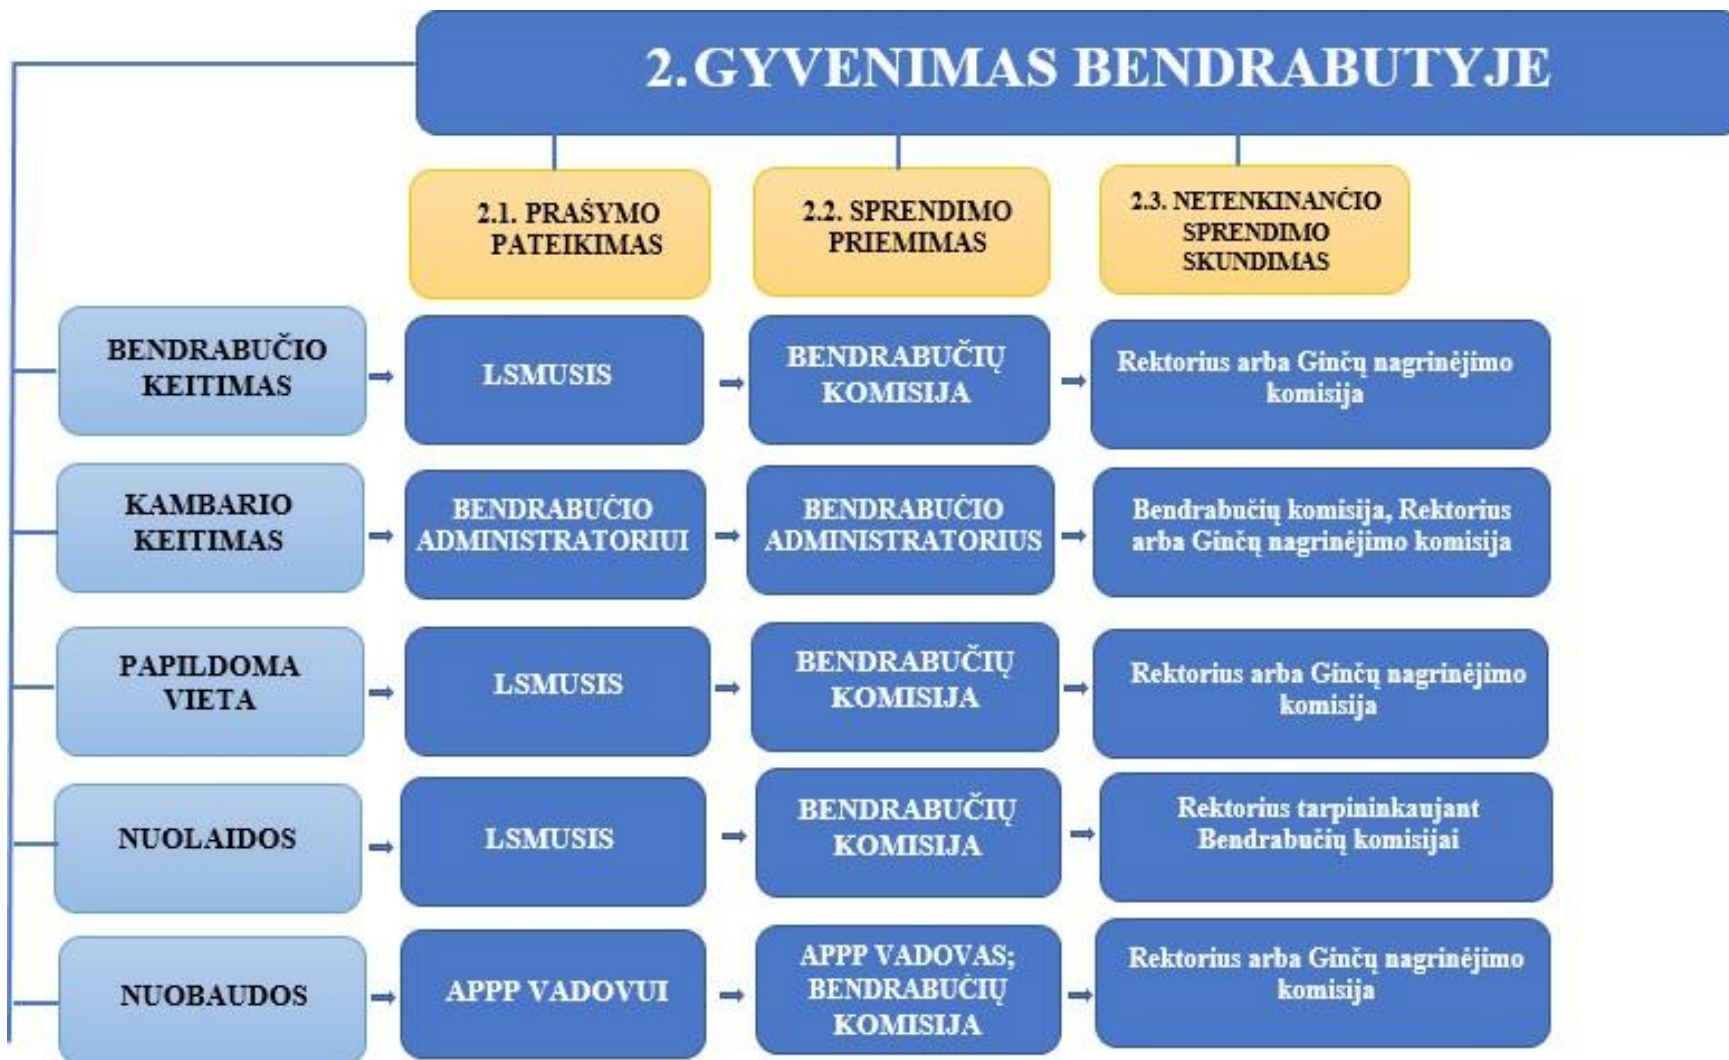 2. GYVENIMAS BENDRABUTYJE
2.1. PRAŠYMO
PATEIKIMAS
2.2. SPRENDIMO
PRIEMIMAS
2.3. NETENKINANČIO
SPRENDIMO
SKUNDIMAS
BENDRABUČIO
KEITIMAS
LSMUSIS
BENDRABUČIŲ
KOMISIJA
Rektorius arba Ginčų nagrinėjimo
komisija
KAMBARIO
KEITIMAS
BENDRABUČIO
ADMINISTRATORIUI
BENDRABUČIO
ADMINISTRATORIUS
Bendrabučių komisija, Rektorius
arba Ginčų nagrinėjimo komisija
PAPILDOMA
VIETA
LSMUSIS
BENDRABUČIŲ
KOMISIJA
Rektorius arba Ginčų nagrinėjimo
komisija
NUOLAIDOS
LSMUSIS
BENDRABUČIŲ
KOMISIJA
Rektorius tarpininkaujant
Bendrabučių komisijai
NUOBAUDOS
APPP VADOVUI
APPP VADOVAS;
BENDRABUČIŲ
KOMISIJA
Rektorius arba Ginčų nagrinėjimo
komisija